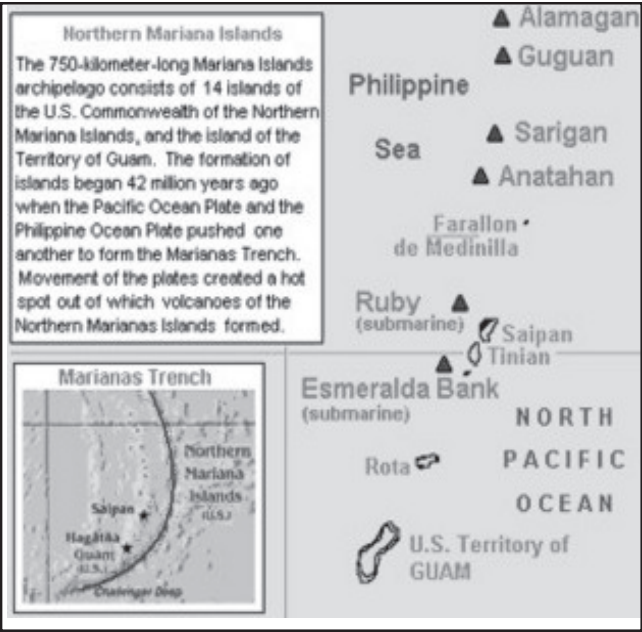 Northern Mariana Islands
The 750-kilometer-long Mariana Islands
archipelago consists of 14 islands of
the U.S. Commonwealth of the Northern
Mariana Islands, and the island of the
Territory of Guam. The formation of
islands began 42 million years ago
when the Pacific Ocean Plate and the
Philippine Ocean Plate pushed one
another to form the Marianas Trench.
Movement of the plates created a hot
spot out of which volcanoes of the
Northern Marianas Islands formed.
Alamagan
Guguan
Philippine
Sea
Sarigan
Anatahan
Farallon
de Medinilla
Ruby
(submarine)
Saipan
Tinian
Esmeralda Bank
(submarine)
NORTH
PACIFIC
OCEAN
Rota
U.S. Territory of
GUAM
Marianas Trench
Northern
Mariana
Islands
(U.S.)
Saipan
Hagåtña
Guam
(U.S.)
Challenger Deep